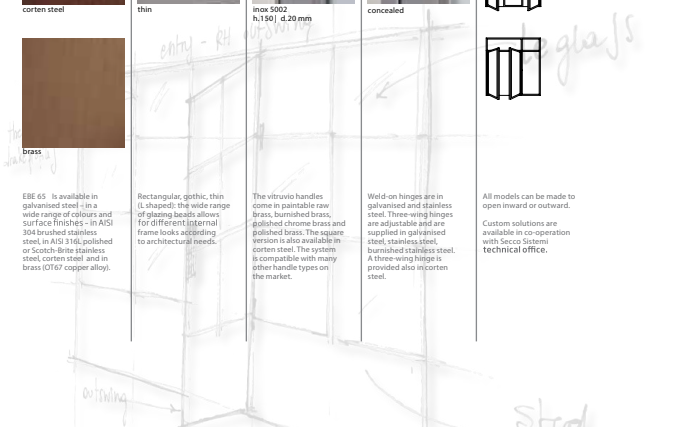 corten steel
thin
inox 5002
h.150| d.20 mm
concealed
entry - RH outswing
brass
EBE 65 Is available in
galvanised steel – in a
wide range of colours and
surface finishes – in AISI
304 brushed stainless
steel, in AISI 316L polished
or Scotch-Brite stainless
steel, corten steel and in
brass (OT67 copper alloy).
Rectangular, gothic, thin
(L shaped): the wide range
of glazing beads allows
for different internal
frame looks according
to architectural needs.
The vitruvio handles
come in paintable raw
brass, burnished brass,
polished chrome brass and
polished brass. The square
version is also available in
corten steel. The system
is compatible with many
other handle types on
the market.
Weld-on hinges are in
galvanised and stainless
steel. Three-wing hinges
are adjustable and are
supplied in galvanised
steel, stainless steel,
burnished stainless steel.
A three-wing hinge is
provided also in corten
steel.
All models can be made to
open inward or outward.
Custom solutions are
available in co-operation
with Secco Sistemi
technical office.
outswing